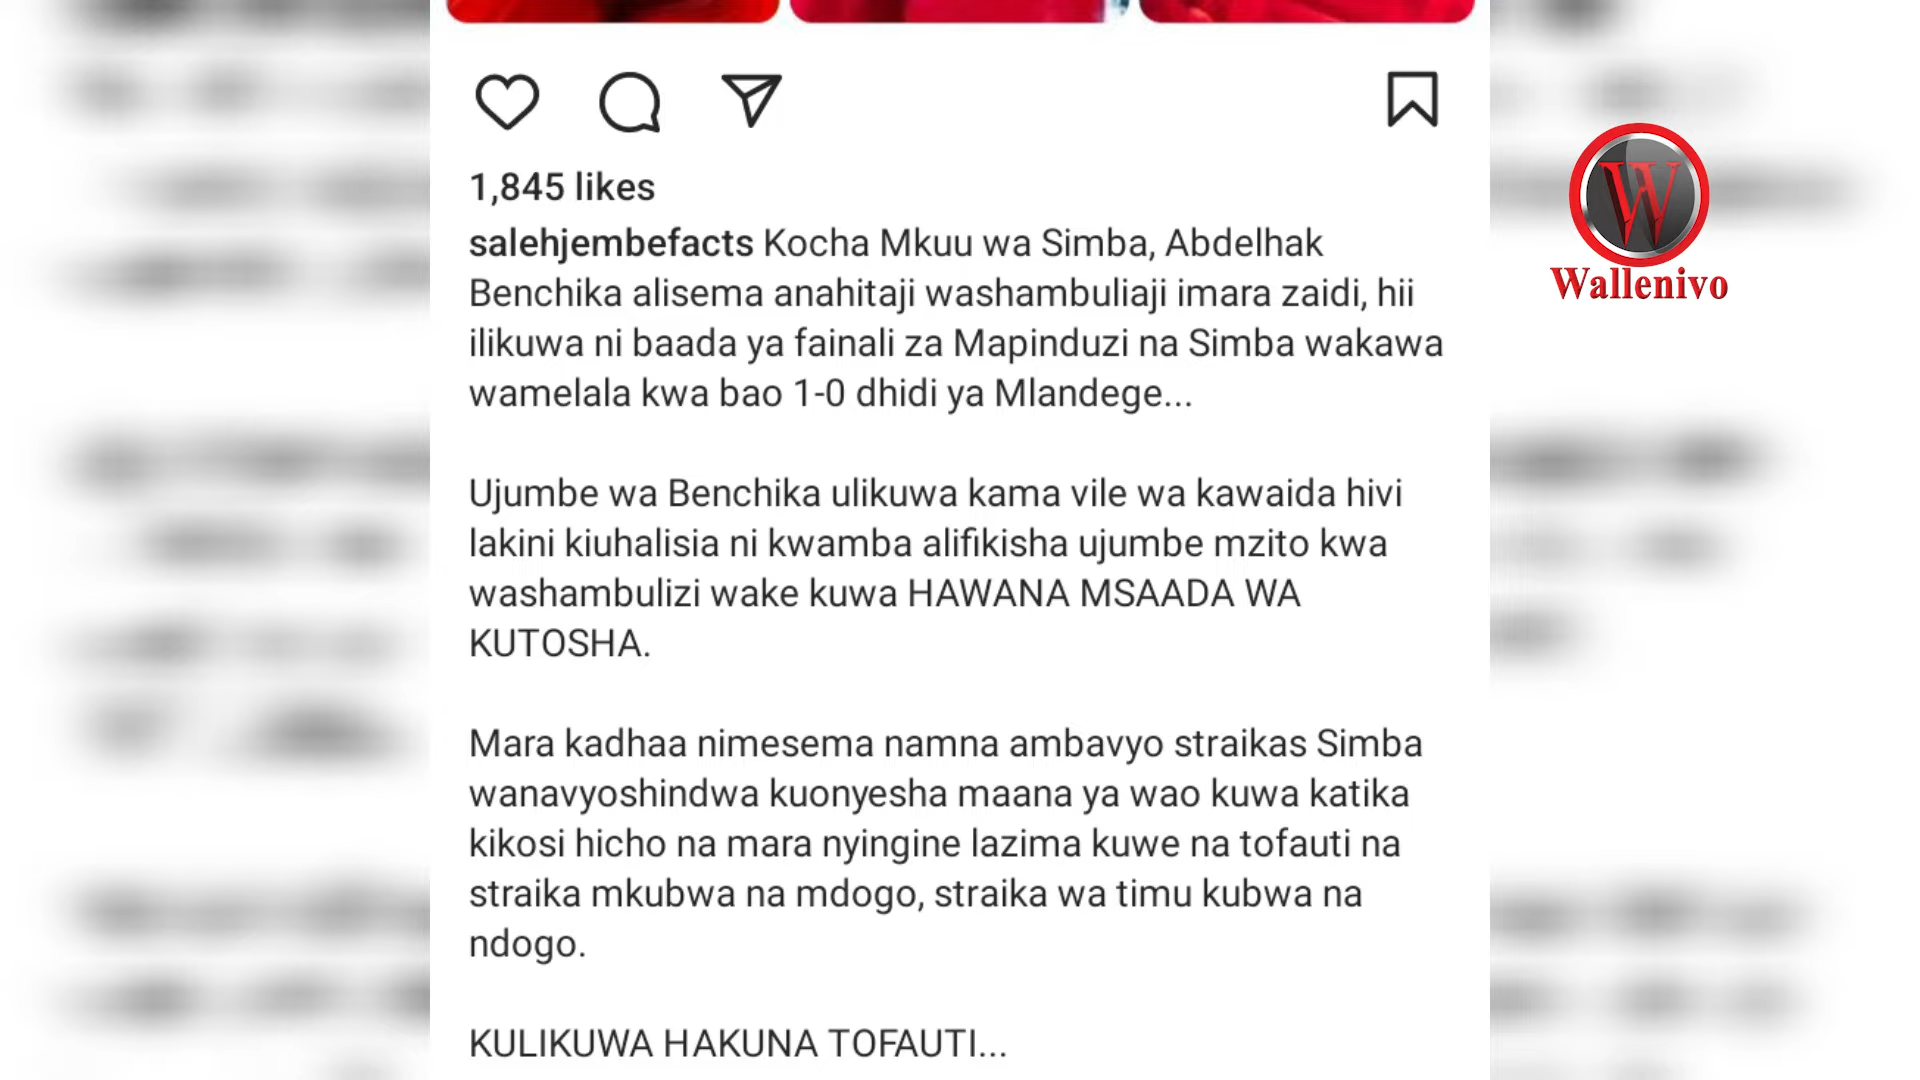 1,845 likes
salehjembefacts Kocha Mkuu wa Simba, Abdelhak
Benchika alisema anahitaji washambuliaji imara zaidi, hii
ilikuwa ni baada ya fainali za Mapinduzi na Simba wakawa
wamelala kwa bao 1-0 dhidi ya Mlandege...
Ujumbe wa Benchika ulikuwa kama vile wa kawaida hivi
lakini kiuhalisia ni kwamba alifikisha ujumbe mzito kwa
washambulizi wake kuwa HAWANA MSAADA WA
KUTOSHA.
Mara kadhaa nimesema namna ambavyo straikas Simba
wanavyoshindwa kuonyesha maana ya wao kuwa katika
kikosi hicho na mara nyingine lazima kuwe na tofauti na
straika mkubwa na mdogo, straika wa timu kubwa na
ndogo.
KULIKUWA HAKUNA TOFAUTI...
W
Wallenivo